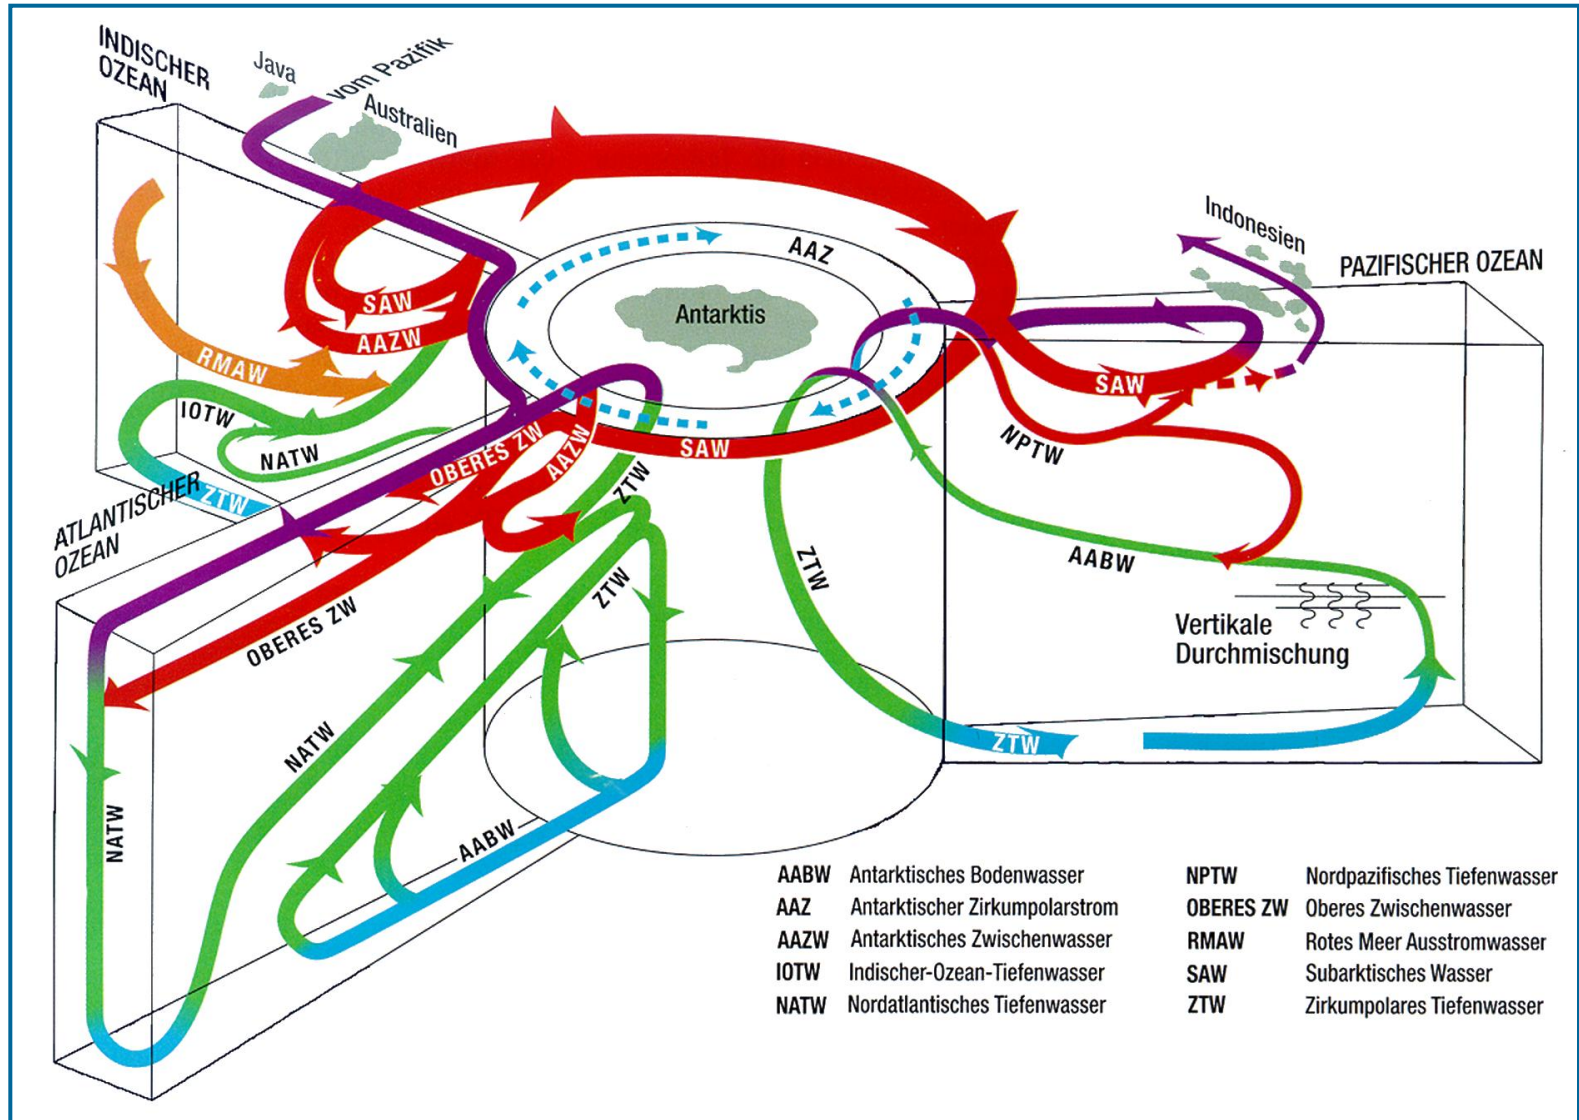 INDISCHER
OZEAN
Java
vom Pazifik
Australien
AAZ
Antarktis
Indonesien
PAZIFISCHER OZEAN
SAW
AAZW
RMAW
IOTW
NATW
ZTW
ATLANTISCHER
OZEAN
OBERES ZW
AAZW
ZTW
SAW
SAW
NPTW
AABW
ZTW
ZTW
OBERES ZW
NATW
NATW
AABW
ZTW
Vertikale
Durchmischung
AABW Antarktisches Bodenwasser
AAZ Antarktischer Zirkumpolarstrom
AAZW Antarktisches Zwischenwasser
IOTW Indischer-Ozean-Tiefenwasser
NATW Nordatlantisches Tiefenwasser
NPTW Nordpazifisches Tiefenwasser
OBERES ZW Oberes Zwischenwasser
RMAW Rotes Meer Ausstromwasser
SAW Subarktisches Wasser
ZTW Zirkumpolares Tiefenwasser